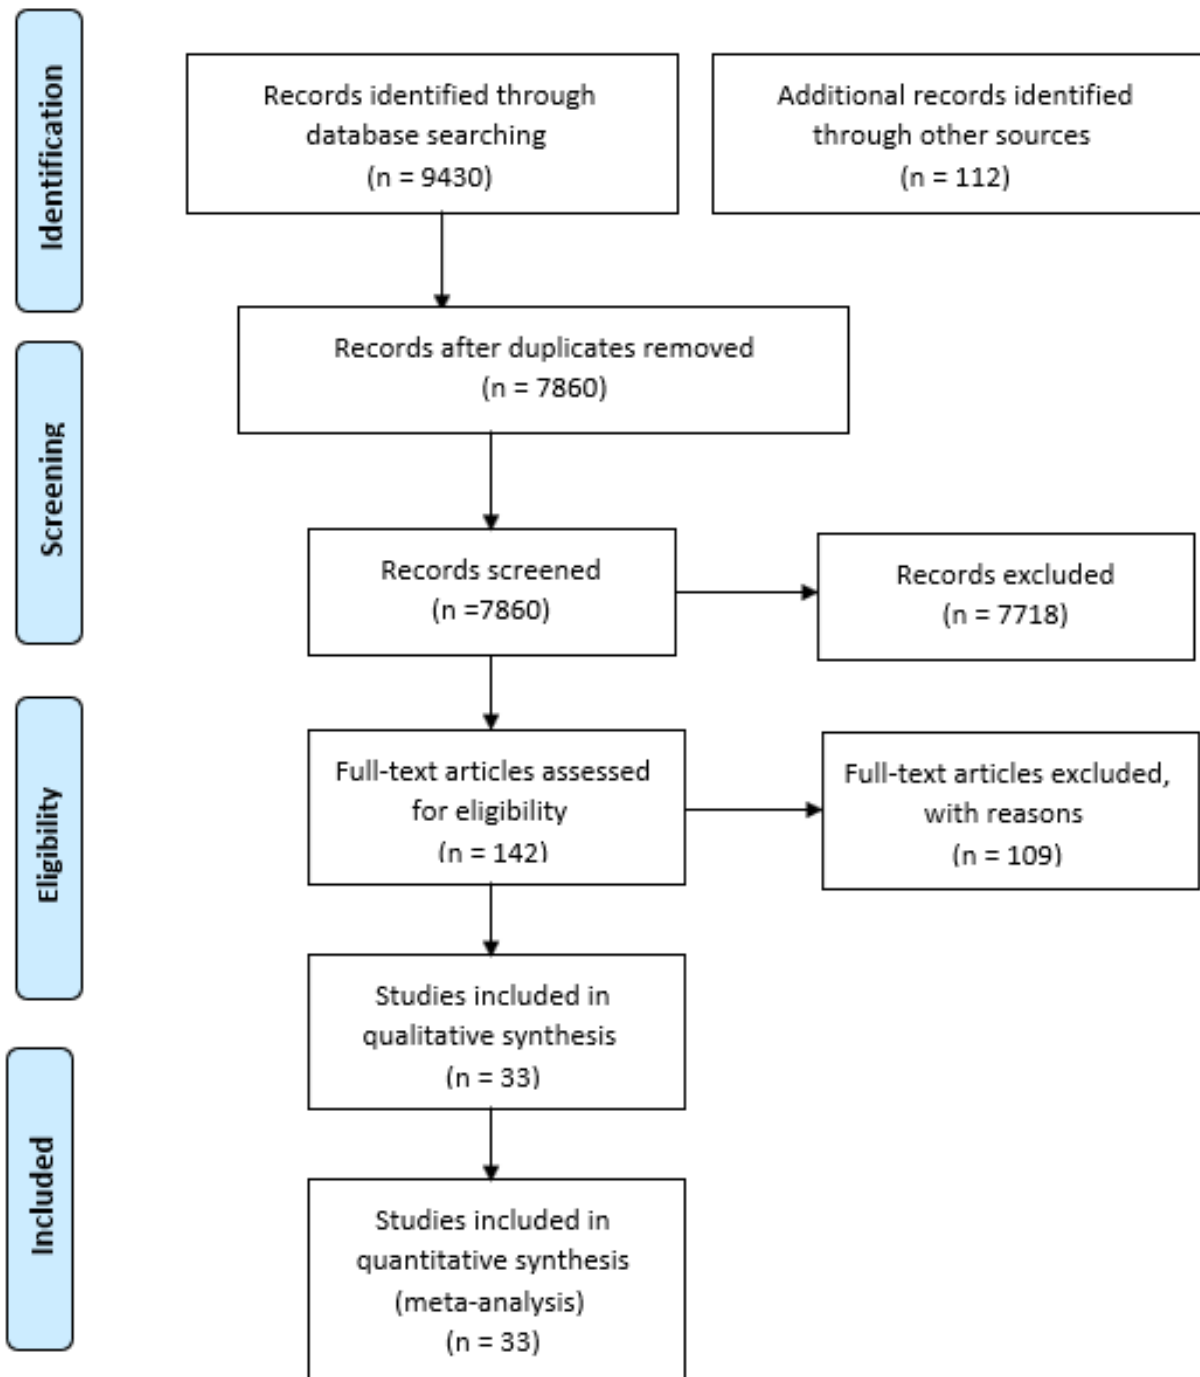 Identification
Records identified through
database searching
(n = 9430)
Additional records identified
through other sources
(n = 112)
Records after duplicates removed
(n = 7860)
Screening
Records screened
(n =7860)
Records excluded
(n = 7718)
Eligibility
Full-text articles assessed
for eligibility
(n = 142)
Full-text articles excluded,
with reasons
(n = 109)
Studies included in
qualitative synthesis
(n = 33)
Included
Studies included in
quantitative synthesis
(meta-analysis)
(n = 33)